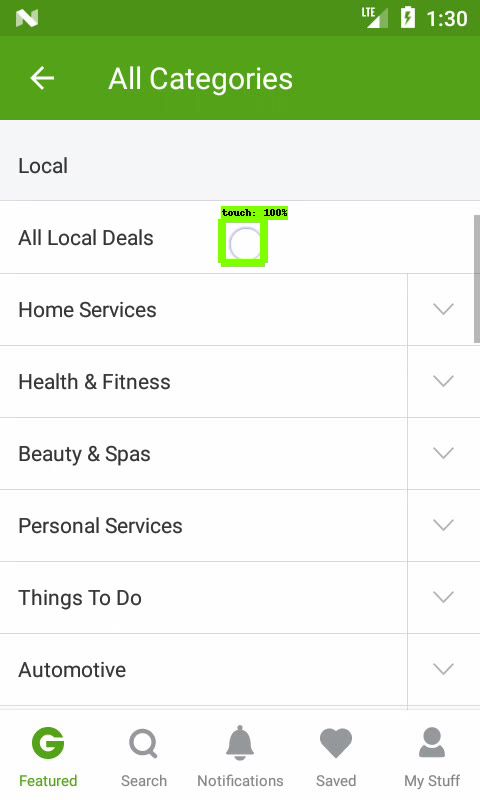 LTE 1:30
All Categories
Local
touch: 100%
All Local Deals
Home Services
Health & Fitness
Beauty & Spas
Personal Services
Things To Do
Automotive
Featured Search Notifications Saved My Stuff